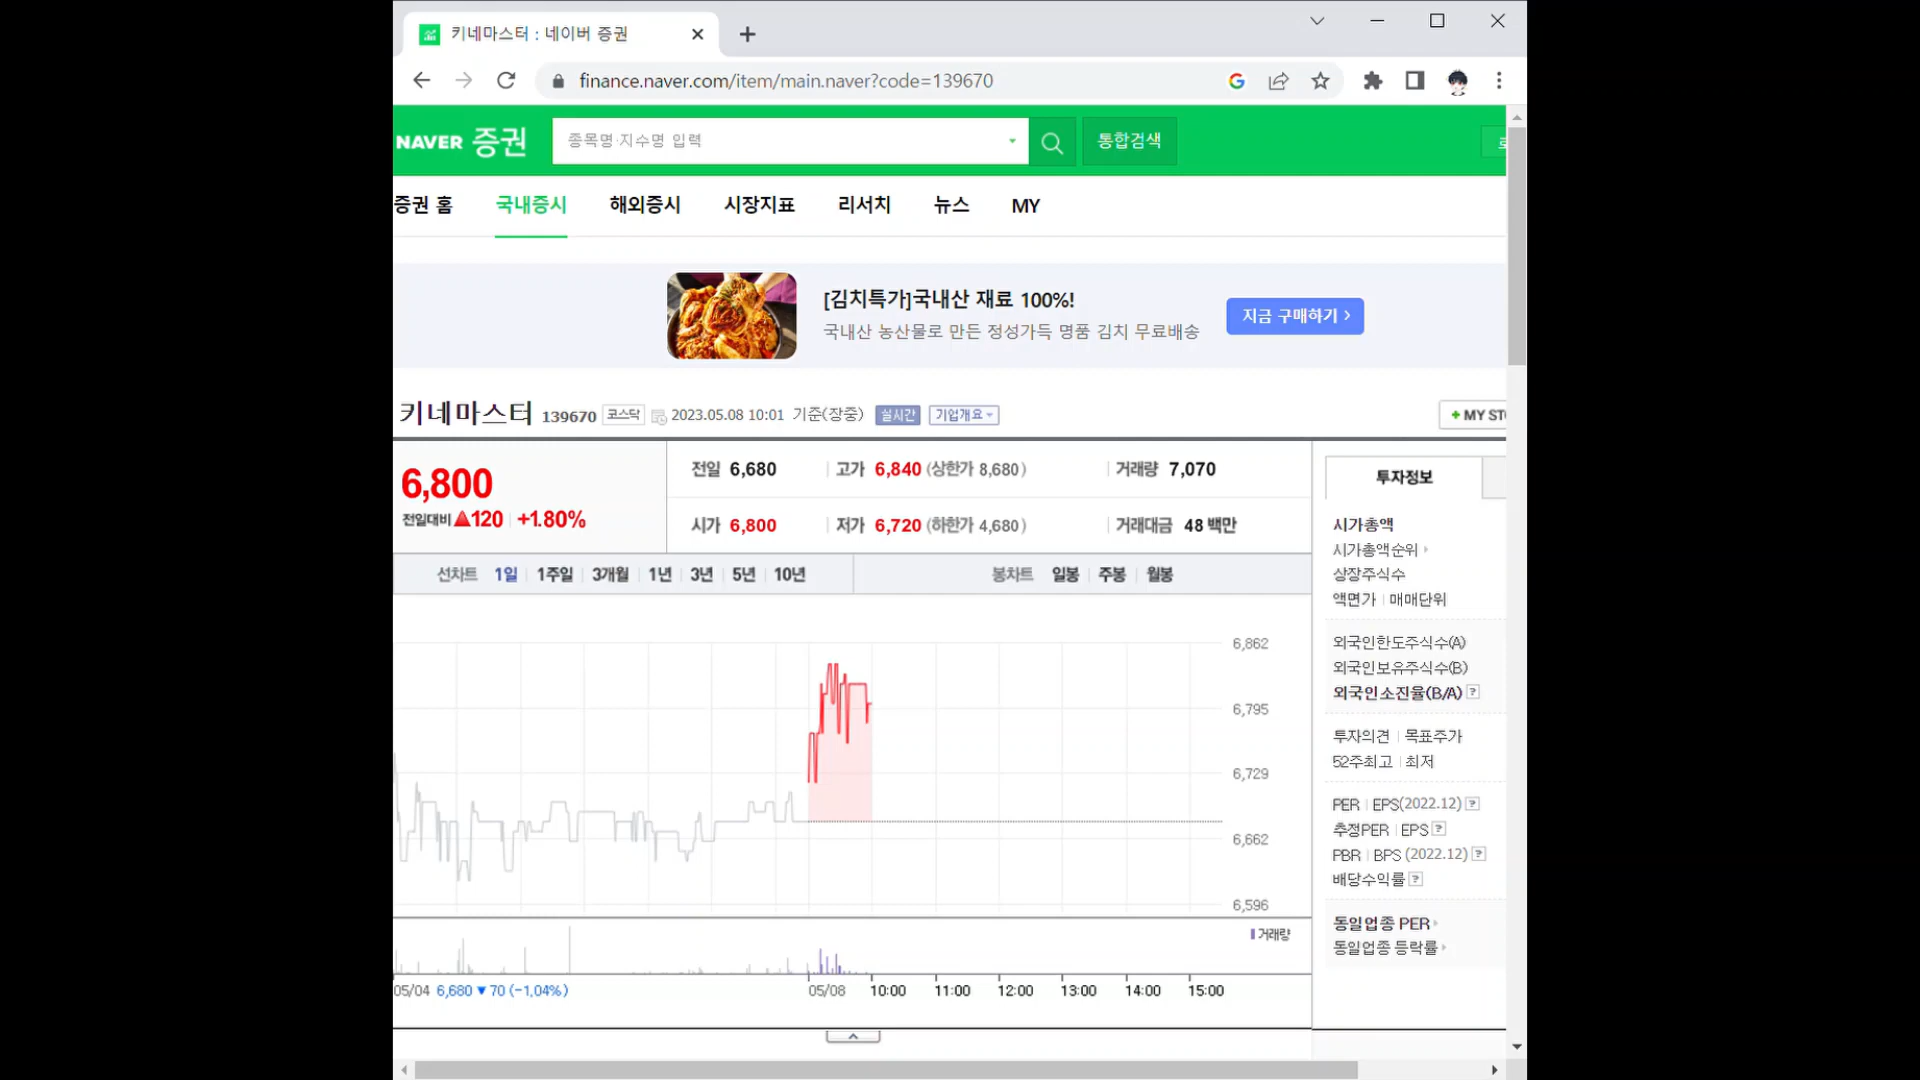 키네마스터 : 네이버 증권
finance.naver.com/item/main.naver?code=139670
NAVER 증권
종목명·지수명 입력
통합검색
증권 홈 국내증시 해외증시 시장지표 리서치 뉴스 MY
[김치특가]국내산 재료 100%!
국내산 농산물로 만든 정성가득 명품 김치 무료배송
지금 구매하기 >
키네마스터 139670 코스닥 2023.05.08 10:01 기준(장중) 실시간 기업개요
+ MY ST
6,800
전일대비 ▲120 +1.80%
전일 6,680 고가 6,840 (상한가 8,680) 거래량 7,070
시가 6,800 저가 6,720 (하한가 4,680) 거래대금 48 백만
선차트 1일 1주일 3개월 1년 3년 5년 10년 봉차트 일봉 주봉 월봉
6,862
6,795
6,729
6,662
6,596
거래량
05/04 6,680 ▼ 70 (-1,04%) 05/08 10:00 11:00 12:00 13:00 14:00 15:00
투자정보
시가총액
시가총액순위
상장주식수
액면가 매매단위
외국인한도주식수(A)
외국인보유주식수(B)
외국인소진율(B/A) ?
투자의견 목표주가
52주최고 최저
PER EPS(2022.12) ?
추정PER EPS ?
PBR BPS (2022.12) ?
배당수익률 ?
동일업종 PER
동일업종 등락률